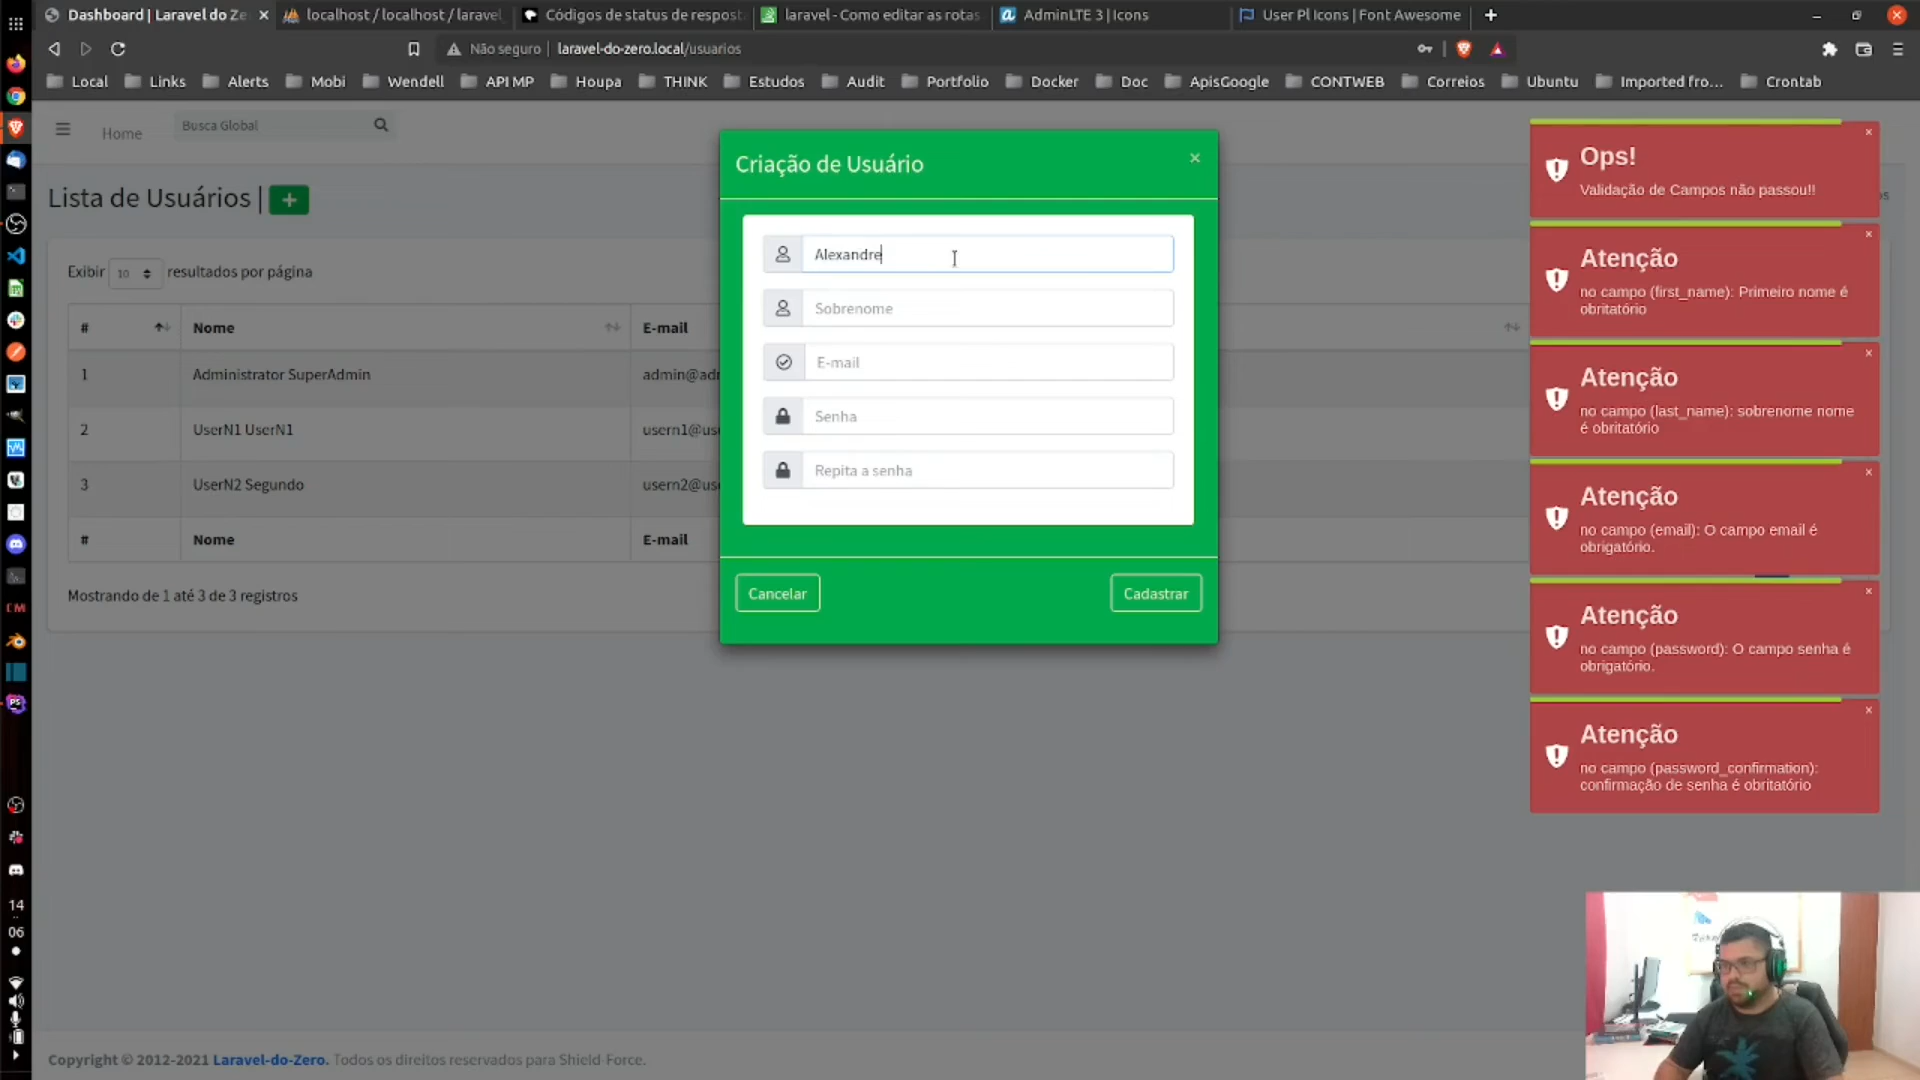 Dashboard | Laravel do Ze
localhost / localhost / laravel
Códigos de status de respost
laravel - Como editar as rotas
AdminLTE 3 | Icons
User Pl Icons | Font Awesome
Não seguro
laravel-do-zero.local/usuarios
Local
Links
Alerts
Mobi
Wendell
API MP
Houpa
THINK
Estudos
Audit
Portfolio
Docker
Doc
ApisGoogle
CONTWEB
Correios
Ubuntu
Imported fro...
Crontab
Home
Busca Global
Lista de Usuários | +
Exibir 10 resultados por página
# Nome E-mail
1 Administrator SuperAdmin admin@adr
2 UserN1 UserN1 usern1@us
3 UserN2 Segundo usern2@us
# Nome E-mail
Mostrando de 1 até 3 de 3 registros
Criação de Usuário
×
Alexandre
Sobrenome
E-mail
Senha
Repita a senha
Cancelar
Cadastrar
Ops!
Validação de Campos não passou!!
Atenção
no campo (first_name): Primeiro nome é
obritatório
Atenção
no campo (last_name): sobrenome nome
é obritatório
Atenção
no campo (email): O campo email é
obrigatório.
Atenção
no campo (password): O campo senha é
obrigatório.
Atenção
no campo (password_confirmation):
confirmação de senha é obritatório
14
06
Copyright © 2012-2021 Laravel-do-Zero. Todos os direitos reservados para Shield-Force.